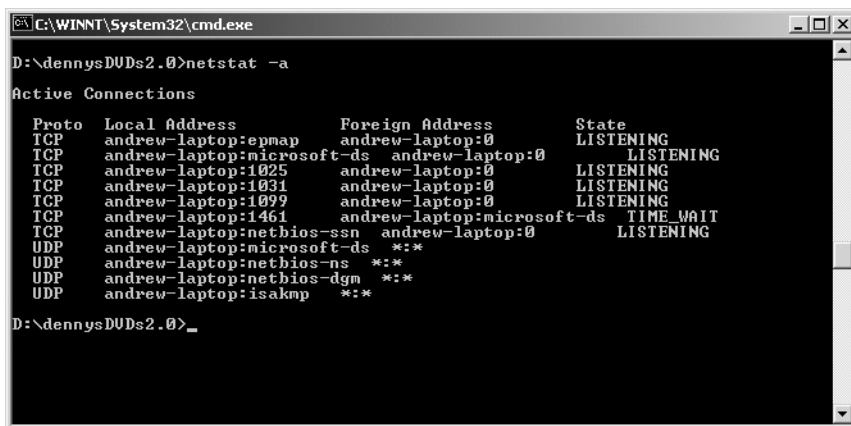 C:\WINNT\System32\cmd.exe
D:\dennysDVDs2.0>netstat -a
Active Connections
Proto  Local Address          Foreign Address        State
TCP    andrew-laptop:epmap    andrew-laptop:0        LISTENING
TCP    andrew-laptop:microsoft-ds  andrew-laptop:0        LISTENING
TCP    andrew-laptop:1025     andrew-laptop:0        LISTENING
TCP    andrew-laptop:1031     andrew-laptop:0        LISTENING
TCP    andrew-laptop:1099     andrew-laptop:0        LISTENING
TCP    andrew-laptop:1461     andrew-laptop:microsoft-ds  TIME_WAIT
TCP    andrew-laptop:netbios-ssn  andrew-laptop:0        LISTENING
UDP    andrew-laptop:microsoft-ds  *:*
UDP    andrew-laptop:netbios-ns  *:*
UDP    andrew-laptop:netbios-dgm  *:*
UDP    andrew-laptop:isakmp   *:*
D:\dennysDVDs2.0>_